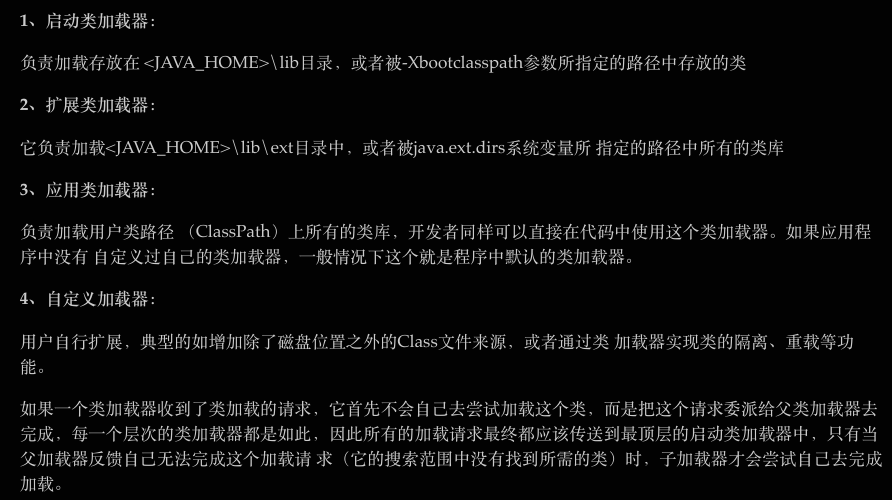 1、启动类加载器：
负责加载存放在 <JAVA_HOME>\lib目录，或者被-Xbootclasspath参数所指定的路径中存放的类
2、扩展类加载器：
它负责加载<JAVA_HOME>\lib\ext目录中，或者被java.ext.dirs系统变量所 指定的路径中所有的类库
3、应用类加载器：
负责加载用户类路径 （ClassPath）上所有的类库，开发者同样可以直接在代码中使用这个类加载器。如果应用程
序中没有 自定义过自己的类加载器，一般情况下这个就是程序中默认的类加载器。
4、自定义加载器：
用户自行扩展，典型的如增加除了磁盘位置之外的Class文件来源，或者通过类 加载器实现类的隔离、重载等功
能。
如果一个类加载器收到了类加载的请求，它首先不会自己去尝试加载这个类，而是把这个请求委派给父类加载器去
完成，每一个层次的类加载器都是如此，因此所有的加载请求最终都应该传送到最顶层的启动类加载器中，只有当
父加载器反馈自己无法完成这个加载请 求（它的搜索范围中没有找到所需的类）时，子加载器才会尝试自己去完成
加载。